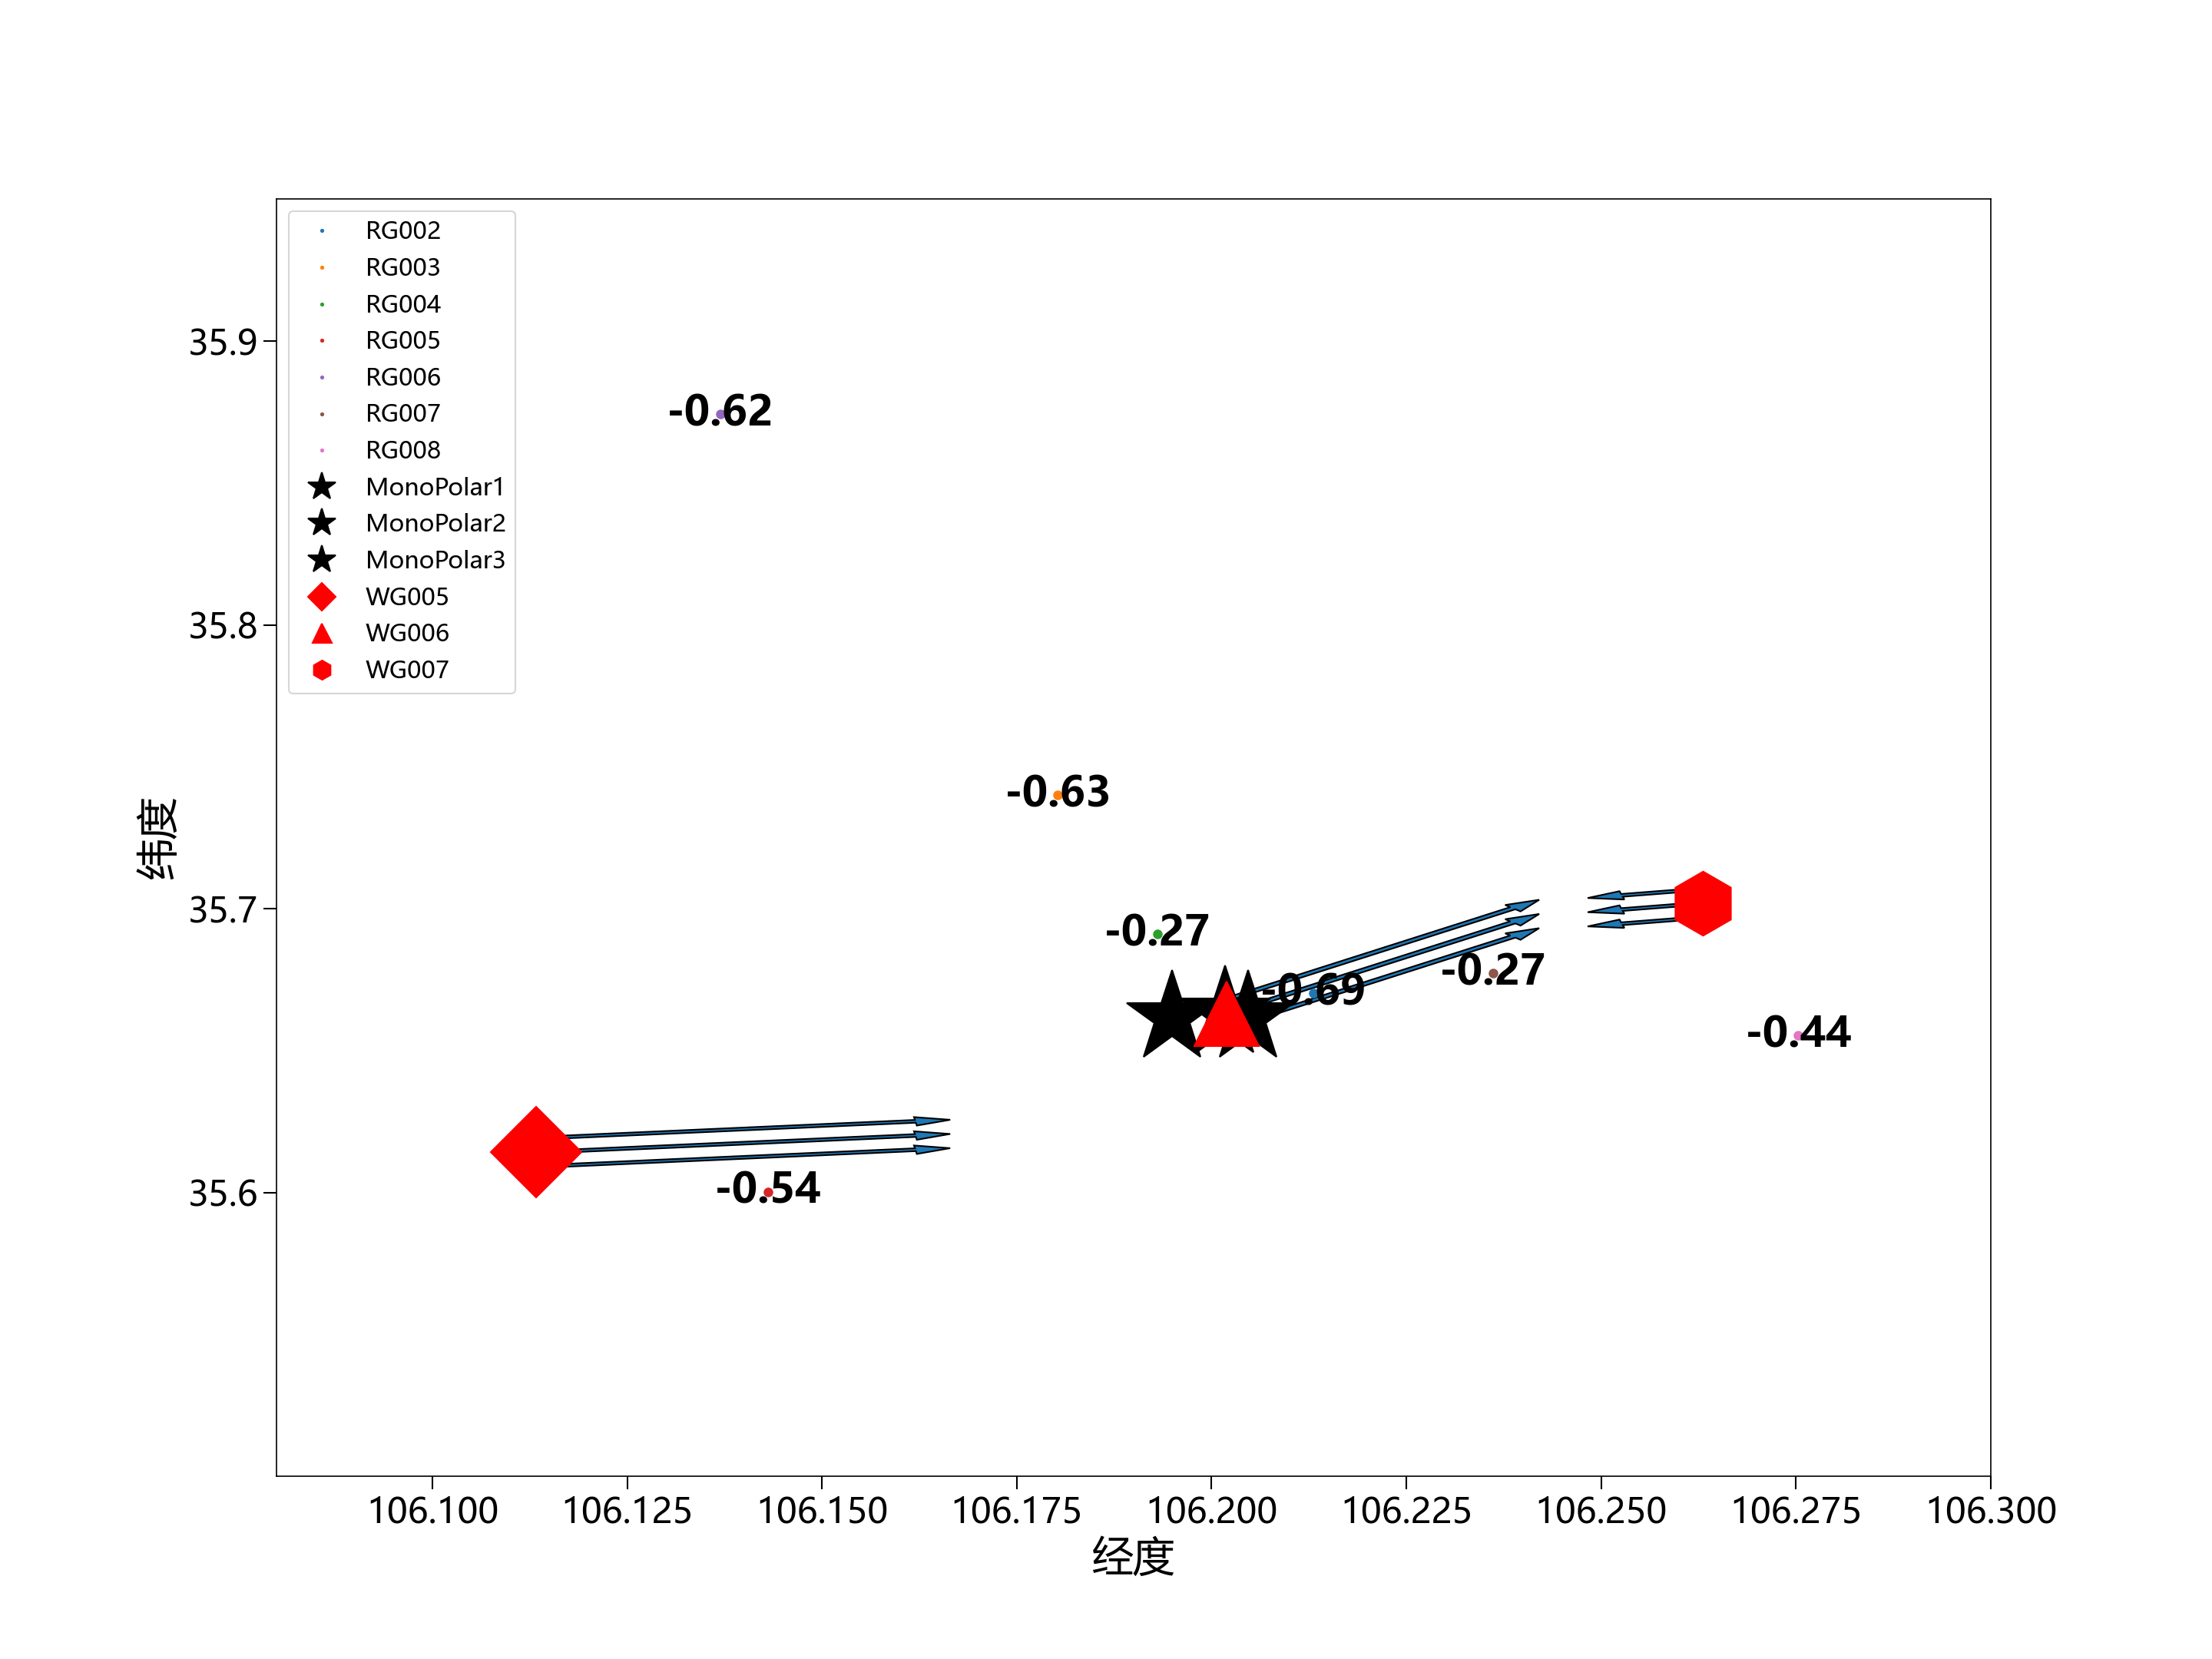 RG002
RG003
RG004
RG005
RG006
RG007
RG008
MonoPolar1
MonoPolar2
MonoPolar3
WG005
WG006
WG007
35.9
35.8
35.7
35.6
纬度
-0.62
-0.63
-0.27
-0.27
-0.69
-0.44
-0.54
106.100
106.125
106.150
106.175
106.200
106.225
106.250
106.275
106.300
经度